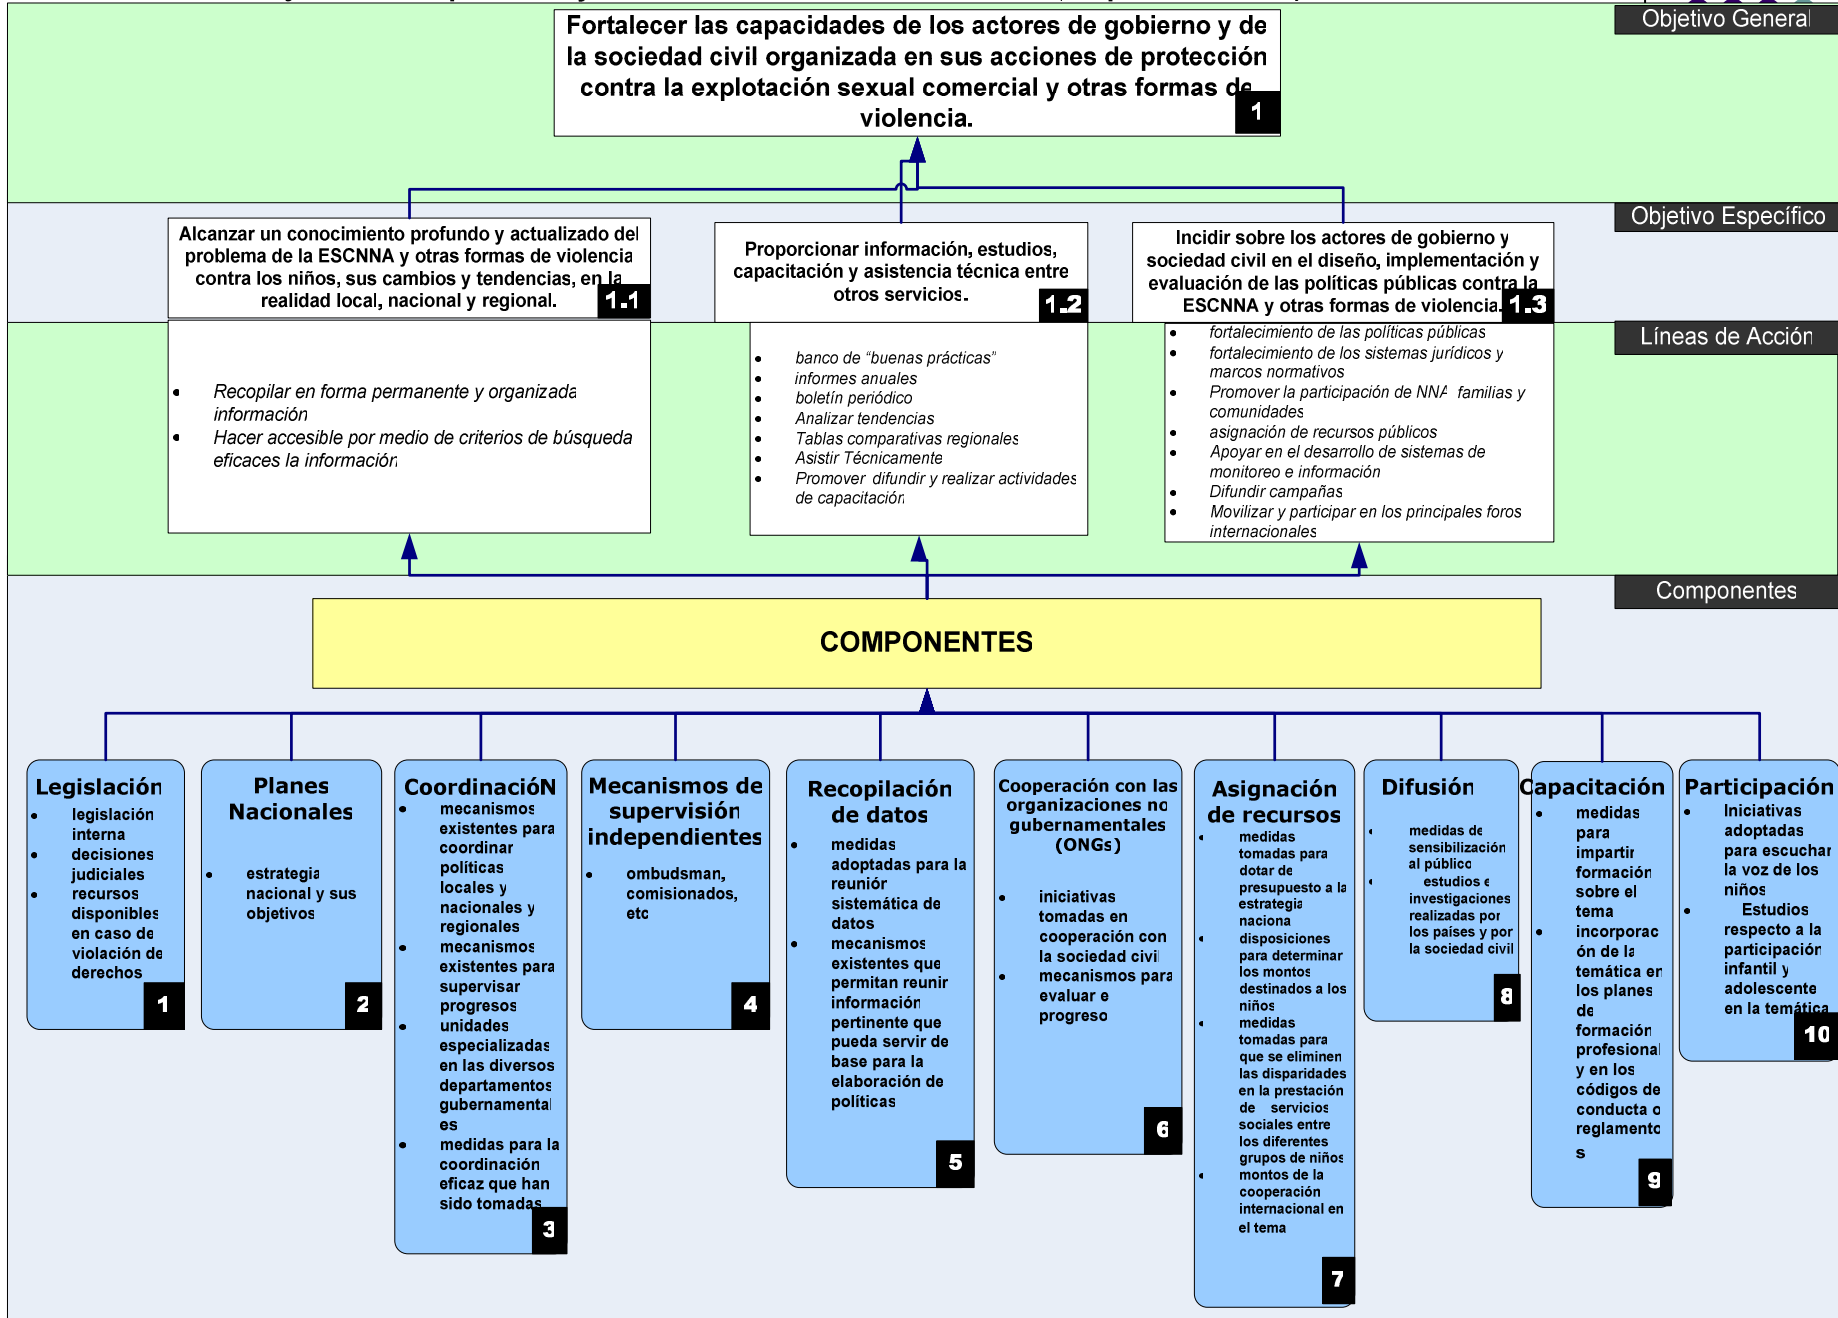 Objetivo General
Fortalecer las capacidades de los actores de gobierno y de
la sociedad civil organizada en sus acciones de protección
contra la explotación sexual comercial y otras formas de
violencia.
1
Objetivo Específico
Alcanzar un conocimiento profundo y actualizado del
problema de la ESCNNA y otras formas de violencia
contra los niños, sus cambios y tendencias, en la
realidad local, nacional y regional.
1.1
Proporcionar información, estudios,
capacitación y asistencia técnica entre
otros servicios.
1.2
Incidir sobre los actores de gobierno y
sociedad civil en el diseño, implementación y
evaluación de las políticas públicas contra la
ESCNNA y otras formas de violencia.
1.3
Líneas de Acción
• Recopilar en forma permanente y organizada
información
• Hacer accesible por medio de criterios de búsqueda
eficaces la información
• banco de “buenas prácticas”
• informes anuales
• boletín periódico
• Analizar tendencias
• Tablas comparativas regionales
• Asistir Técnicamente
• Promover difundir y realizar actividades
de capacitación
• fortalecimiento de las políticas públicas
• fortalecimiento de los sistemas jurídicos y
marcos normativos
• Promover la participación de NNA familias y
comunidades
• asignación de recursos públicos
• Apoyar en el desarrollo de sistemas de
monitoreo e información
• Difundir campañas
• Movilizar y participar en los principales foros
internacionales
Componentes
COMPONENTES
Legislación
• legislación
interna
• decisiones
judiciales
• recursos
disponibles
en caso de
violación de
derechos
1
Planes
Nacionales
• estrategia
nacional y sus
objetivos
2
CoordinacióN
• mecanismos
existentes para
coordinar
políticas
locales y
nacionales y
regionales
• mecanismos
existentes para
supervisar
progresos
• unidades
especializadas
en las diversos
departamentos
gubernamental
es
• medidas para la
coordinación
eficaz que han
sido tomadas
3
Mecanismos de
supervisión
independientes
• ombudsman,
comisionados,
etc
4
Recopilación
de datos
• medidas
adoptadas para la
reunión
sistemática de
datos
• mecanismos
existentes que
permitan reunir
información
pertinente que
pueda servir de
base para la
elaboración de
políticas
5
Cooperación con las
organizaciones no
gubernamentales
(ONGs)
• iniciativas
tomadas en
cooperación con
la sociedad civil
• mecanismos para
evaluar e
progreso
6
Asignación
de recursos
• medidas
tomadas para
dotar de
presupuesto a la
estrategia
naciona
• disposiciones
para determinar
los montos
destinados a los
niños
• medidas
tomadas para
que se eliminen
las disparidades
en la prestación
de servicios
sociales entre
los diferentes
grupos de niños
• montos de la
cooperación
internacional en
el tema
7
Difusión
• medidas de
sensibilización
al público
• estudios e
investigaciones
realizadas por
los países y por
la sociedad civil
8
Capacitación
• medidas
para
impartir
formación
sobre el
tema
• incorporac
ión de la
temática en
los planes
de
formación
profesional
y en los
códigos de
conducta o
reglamento
s
9
Participación
• Iniciativas
adoptadas
para escuchar
la voz de los
niños
• Estudios
respecto a la
participación
infantil y
adolescente
en la temática
10